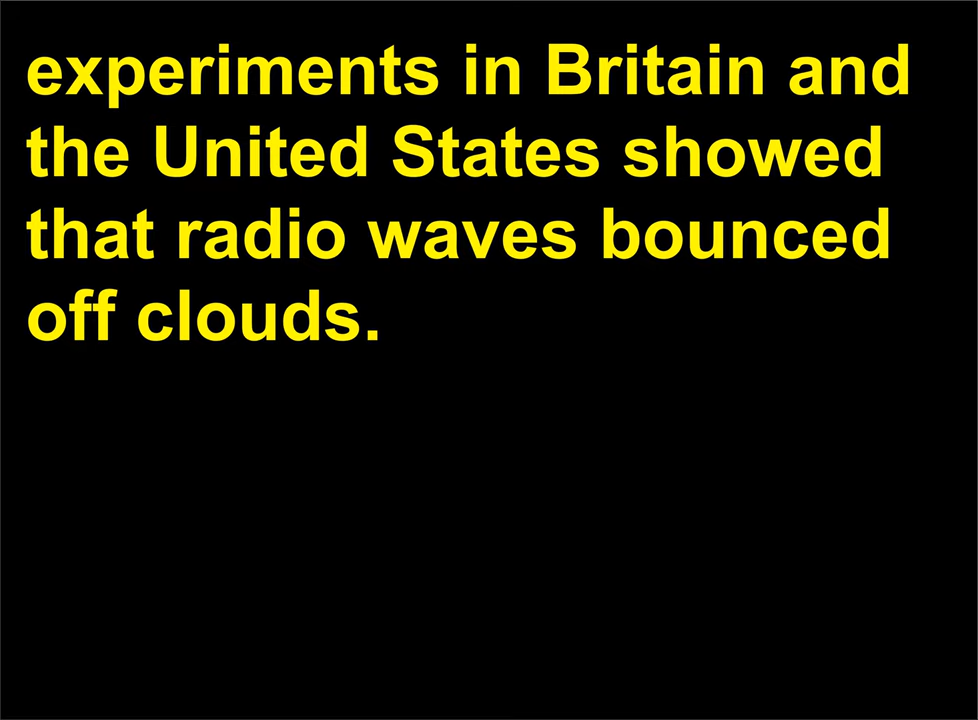 experiments in Britain and
the United States showed
that radio waves bounced
off clouds.